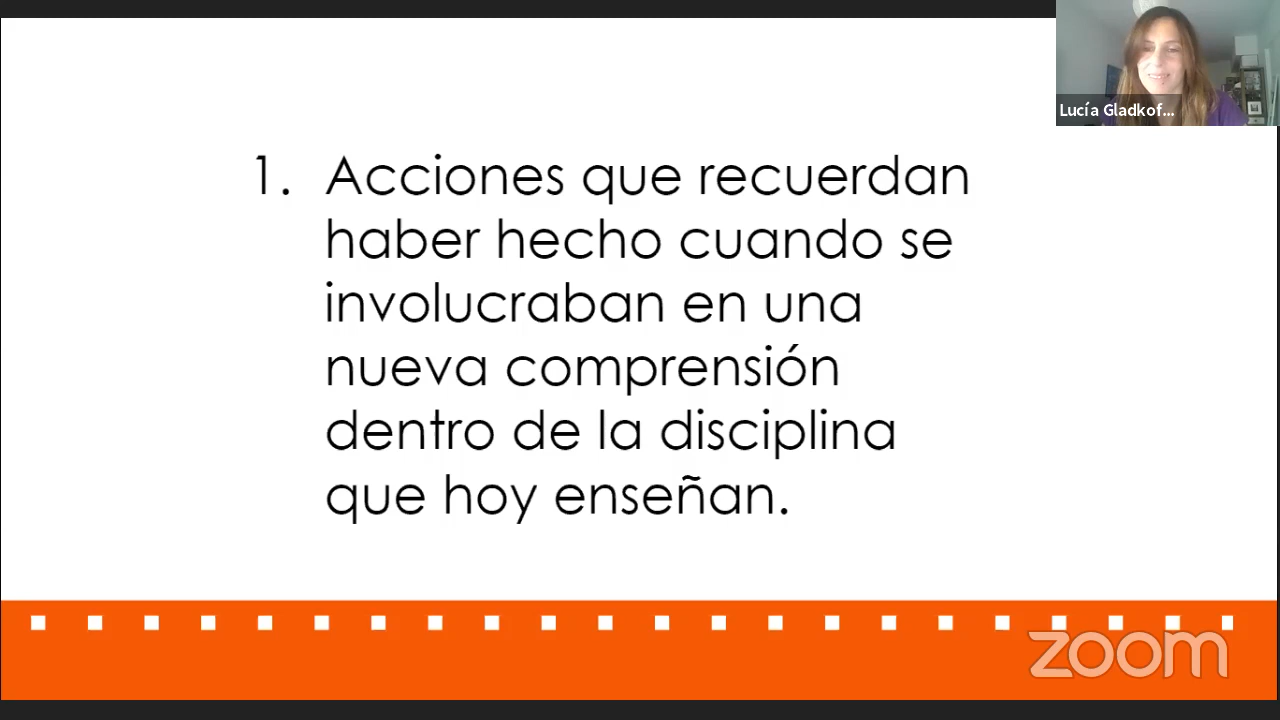 Lucía Gladkof...
1. Acciones que recuerdan
haber hecho cuando se
involucraban en una
nueva comprensión
dentro de la disciplina
que hoy enseñan.
zoom